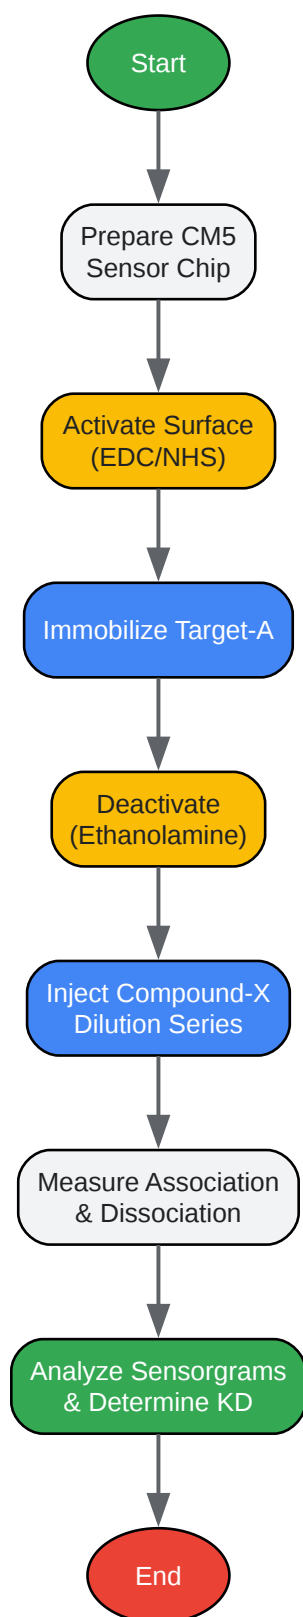 Start
Prepare CM5
Sensor Chip
Activate Surface
(EDC/NHS)
Immobilize Target-A
Deactivate
(Ethanolamine)
Inject Compound-X
Dilution Series
Measure Association
& Dissociation
Analyze Sensorgrams
& Determine KD
End